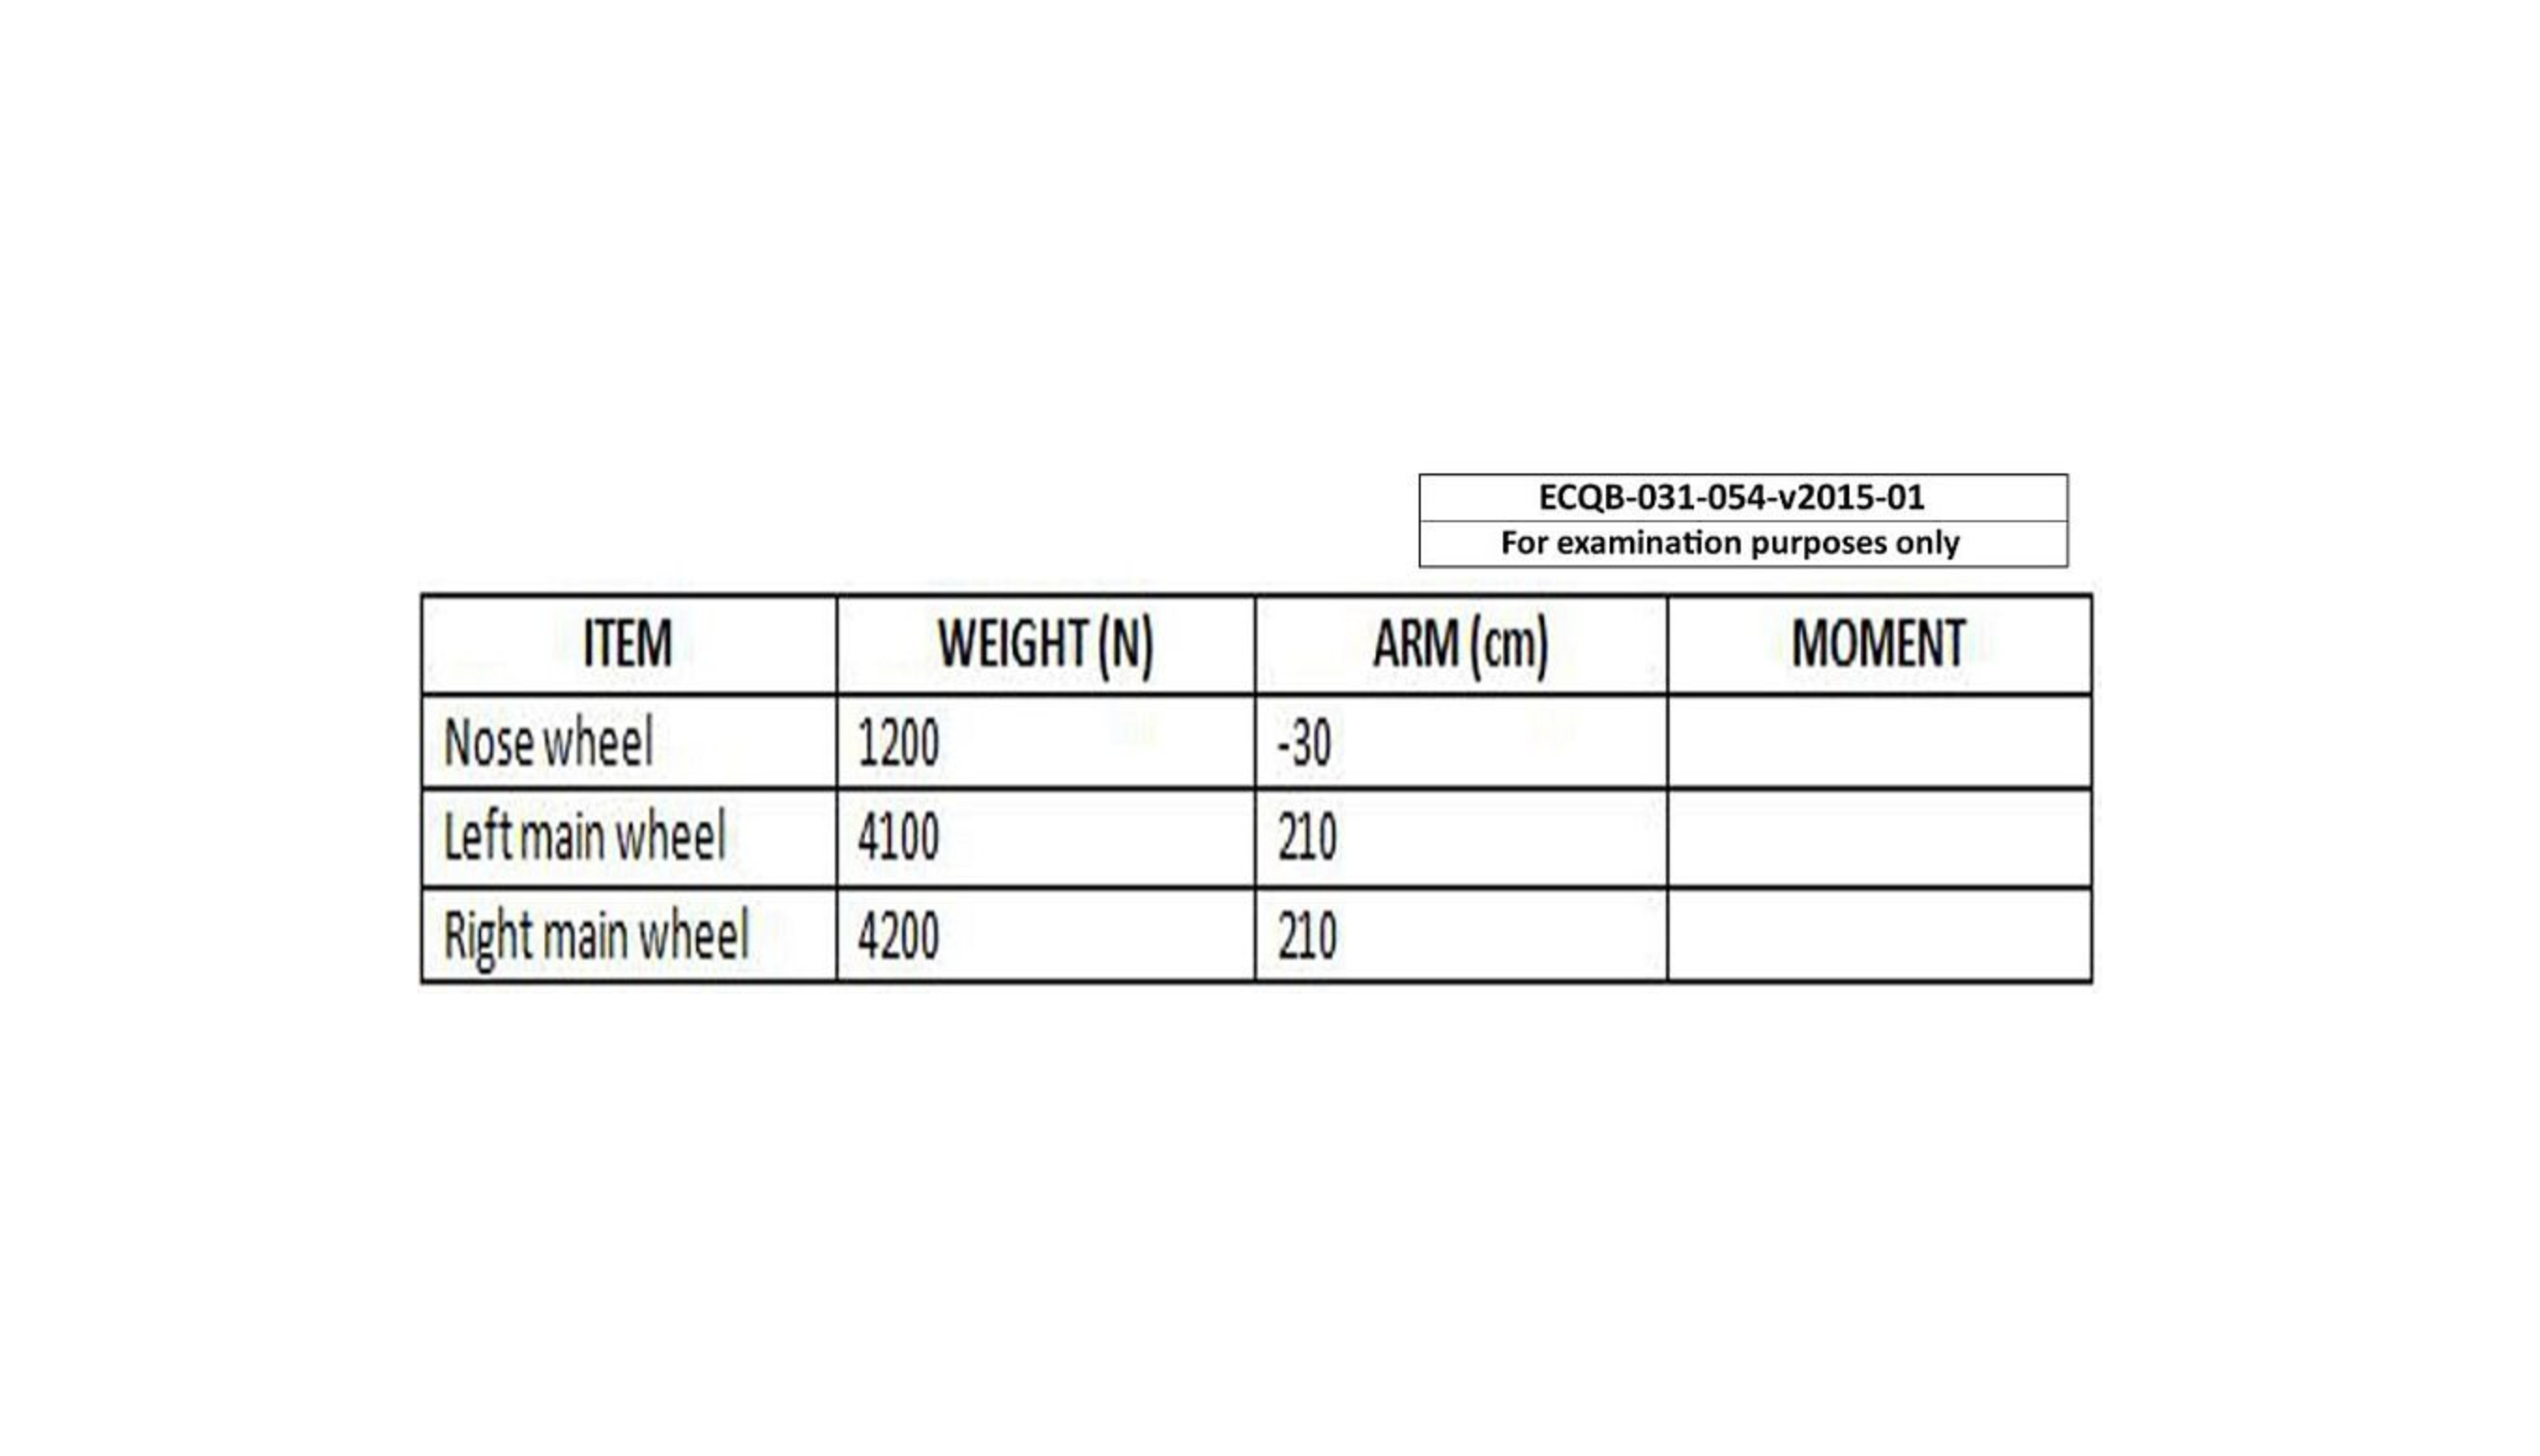 ECQB-031-054-v2015-01
For examination purposes only
ITEM WEIGHT (N) ARM (cm) MOMENT
Nose wheel 1200 -30
Left main wheel 4100 210
Right main wheel 4200 210